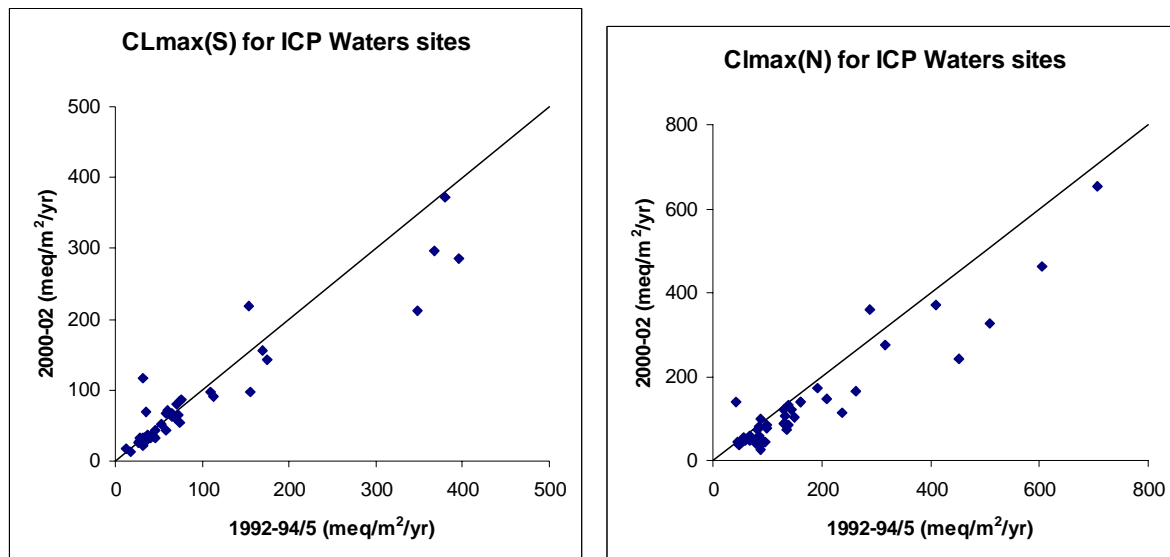 CLmax(S) for ICP Waters sites
500
400
300
200
100
0
2000-02 (meq/m²/yr)
0 100 200 300 400 500
1992-94/5 (meq/m²/yr)
Clmax(N) for ICP Waters sites
800
600
400
200
0
2000-02 (meq/m²/yr)
0 200 400 600 800
1992-94/5 (meq/m²/yr)